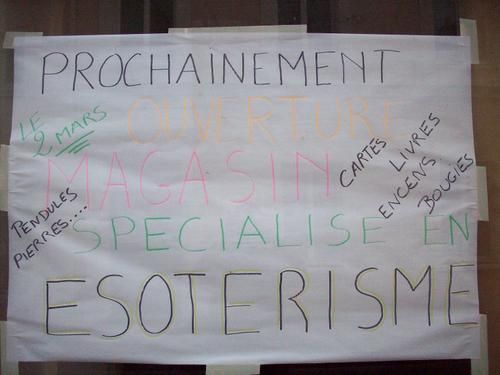 PROCHAINEMENT
LE
2 MARS
OUVERTURE
MAGASIN
CARTES
LIVRES
ENCENS
BOUGIES
PENDULES
PIERRES....
SPECIALISE EN
ESOTERISME